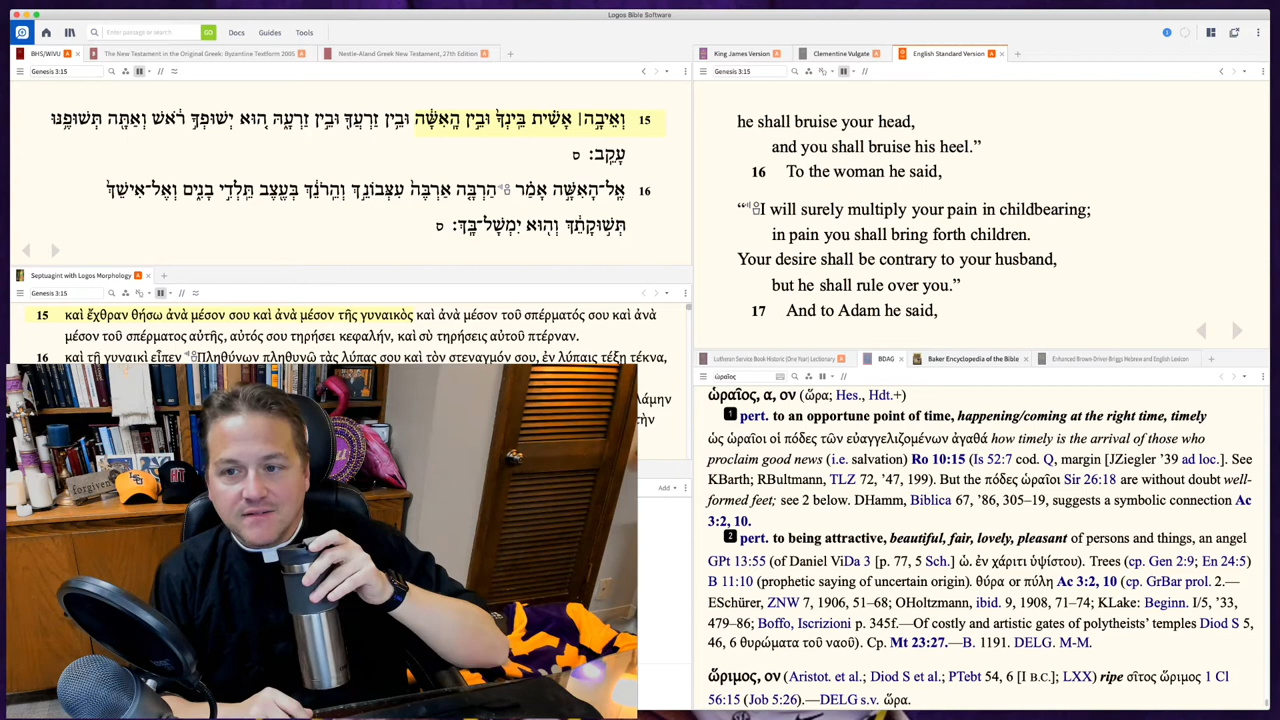 Logos Bible Software
Enter passage or search GO Docs Guides Tools
BHS/WIVU A The New Testament in the Original Greek: Byzantine Textform 2005 A Nestle-Aland Greek New Testament, 27th Edition A
Genesis 3:15
15 וְאֵיבָ֣ה׀ אָשִׁ֗ית בֵּֽינְךָ֙ וּבֵ֣ין הָֽאִשָּׁ֔ה וּבֵ֥ין זַרְעֲךָ֖ וּבֵ֣ין זַרְעָ֑הּ ה֚וּא יְשׁוּפְךָ֣ רֹ֔אשׁ וְאַתָּ֖ה תְּשׁוּפֶ֥נּוּ
עָקֵֽב׃ ס
16 אֶֽל־הָאִשָּׁ֣ה אָמַ֗ר הַרְבָּ֤ה אַרְבֶּה֙ עִצְּבוֹנֵ֣ךְ וְהֵֽרֹנֵ֔ךְ בְּעֶ֖צֶב תֵּֽלְדִ֣י בָנִ֑ים וְאֶל־אִישֵׁךְ֙
תְּשׁ֣וּקָתֵ֔ךְ וְה֖וּא יִמְשָׁל־בָּֽךְ׃ ס
Septuagint with Logos Morphology A
Genesis 3:15
15 καὶ ἔχθραν θήσω ἀνὰ μέσον σου καὶ ἀνὰ μέσον τῆς γυναικὸς καὶ ἀνὰ μέσον τοῦ σπέρματός σου καὶ ἀνὰ
μέσον τοῦ σπέρματος αὐτῆς, αὐτός σου τηρήσει κεφαλήν, καὶ σὺ τηρήσεις αὐτοῦ πτέρναν.
16 καὶ τῇ γυναικὶ εἶπεν Πληθύνων πληθυνῶ τὰς λύπας σου καὶ τὸν στεναγμόν σου, ἐν λύπαις τέξῃ τέκνα,
Add
King James Version A Clementine Vulgate A English Standard Version A
Genesis 3:15
he shall bruise your head,
and you shall bruise his heel.”
16 To the woman he said,
“I will surely multiply your pain in childbearing;
in pain you shall bring forth children.
Your desire shall be contrary to your husband,
but he shall rule over you.”
17 And to Adam he said,
Lutheran Service Book Historic (One Year) Lectionary A BDAG Baker Encyclopedia of the Bible Enhanced Brown-Driver-Briggs Hebrew and English Lexicon
ὡραῖος
ὡραῖος, α, ον (ὥρα; Hes., Hdt.+)
1 pert. to an opportune point of time, happening/coming at the right time, timely
ὡς ὡραῖοι οἱ πόδες τῶν εὐαγγελιζομένων ἀγαθά how timely is the arrival of those who
proclaim good news (i.e. salvation) Ro 10:15 (Is 52:7 cod. Q, margin [JZiegler ’39 ad loc.]. See
KBarth; RBultmann, TLZ 72, ’47, 199). But the πόδες ὡραῖοι Sir 26:18 are without doubt well-
formed feet; see 2 below. DHamm, Biblica 67, ’86, 305–19, suggests a symbolic connection Ac
3:2, 10.
2 pert. to being attractive, beautiful, fair, lovely, pleasant of persons and things, an angel
GPt 13:55 (of Daniel ViDa 3 [p. 77, 5 Sch.] ὡ. ἐν χάριτι ὑψίστου). Trees (cp. Gen 2:9; En 24:5)
B 11:10 (prophetic saying of uncertain origin). θύρα or πύλη Ac 3:2, 10 (cp. GrBar prol. 2.—
ESchürer, ZNW 7, 1906, 51–68; OHoltzmann, ibid. 9, 1908, 71–74; KLake: Beginn. I/5, ’33,
479–86; Boffo, Iscrizioni p. 345f.—Of costly and artistic gates of polytheists’ temples Diod S 5,
46, 6 θυρώματα τοῦ ναοῦ). Cp. Mt 23:27.—B. 1191. DELG. M-M.
ὥριμος, ον (Aristot. et al.; Diod S et al.; PTebt 54, 6 [I B.C.]; LXX) ripe σῖτος ὥριμος 1 Cl
56:15 (Job 5:26).—DELG s.v. ὥρα.
forgiven